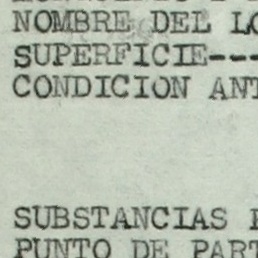 NOMBRE DEL LO
SUPERFICIE---
CONDICION ANT
SUBSTANCIAS
PUNTO DE PART